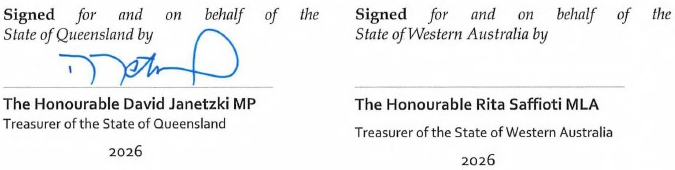 Signed for and on behalf of the
State of Queensland by
The Honourable David Janetzki MP
Treasurer of the State of Queensland
2026
Signed for and on behalf of the
State of Western Australia by
The Honourable Rita Saffioti MLA
Treasurer of the State of Western Australia
2026